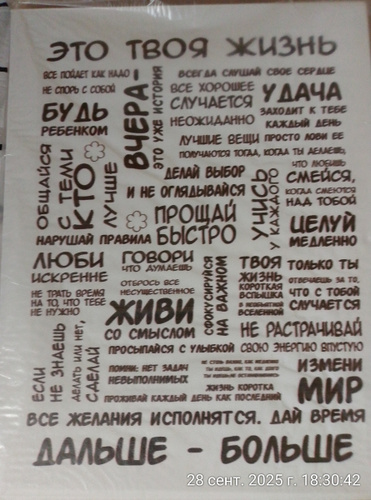 ЭТО ТВОЯ ЖИЗНЬ
ВСЕ ПОЙДЕТ КАК НАДО
НЕ СПОРЬ С СОБОЙ
БУДЬ
РЕБЕНКОМ
ВЧЕРА-
ЭТО УЖЕ ИСТОРИЯ
ВСЕГДА СЛУШАЙ СВОЕ СЕРДЦЕ
ВСЕ ХОРОШЕЕ
СЛУЧАЕТСЯ
НЕОЖИДАННО
УДАЧА
ЗАХОДИТ К ТЕБЕ
КАЖДЫЙ ДЕНЬ
ПРОСТО ЛОВИ ЕЕ
ЛУЧШИЕ ВЕЩИ
ПОЛУЧАЮТСЯ ТОГДА, КОГДА ТЫ ДЕЛАЕШЬ,
ЧТО ЛЮБИШЬ
ОБЩАЙСЯ
С ТЕМИ
КТО
ЛУЧШЕ
ДЕЛАЙ ВЫБОР
И НЕ ОГЛЯДЫВАЙСЯ
ПРОЩАЙ
БЫСТРО
УЧИСЬ
У КАЖДОГО
СМЕЙСЯ,
КОГДА СМЕЮТСЯ
НАД ТОБОЙ
ЦЕЛУЙ
МЕДЛЕННО
НАРУШАЙ ПРАВИЛА
ЛЮБИ
ИСКРЕННЕ
НЕ ТРАТЬ ВРЕМЯ
НА ТО, ЧТО ТЕБЕ
НЕ НУЖНО
ГОВОРИ
ЧТО ДУМАЕШЬ
ОТБРОСЬ ВСЕ
НЕСУЩЕСТВЕННОЕ
ЖИВИ
СО СМЫСЛОМ
СФОКУСИРУЙСЯ
НА ВАЖНОМ
ТВОЯ
ЖИЗНЬ
КОРОТКАЯ
ВСПЫШКА
ВСЕЛЕННОЙ
ТОЛЬКО ТЫ
ОТВЕЧАЕШЬ ЗА ТО,
ЧТО С ТОБОЙ
СЛУЧАЕТСЯ
НЕ РАСТРАЧИВАЙ
СВОЮ ЭНЕРГИЮ ВПУСТУЮ
ПРОСЫПАЙСЯ С УЛЫБКОЙ
ЕСЛИ
НЕ ЗНАЕШЬ
ДЕЛАТЬ ИЛИ НЕТ,
СДЕЛАЙ
ПОМНИ: НЕТ ЗАДАЧ
НЕВЫПОЛНИМЫХ
ЖИЗНЬ КОРОТКА
ПРОЖИВАЙ КАЖДЫЙ ДЕНЬ КАК ПОСЛЕДНИЙ
ИЗМЕНИ
МИР
ВСЕ ЖЕЛАНИЯ ИСПОЛНЯТСЯ. ДАЙ ВРЕМЯ
ДАЛЬШЕ - БОЛЬШЕ
28 сент. 2025 г. 18:30:42